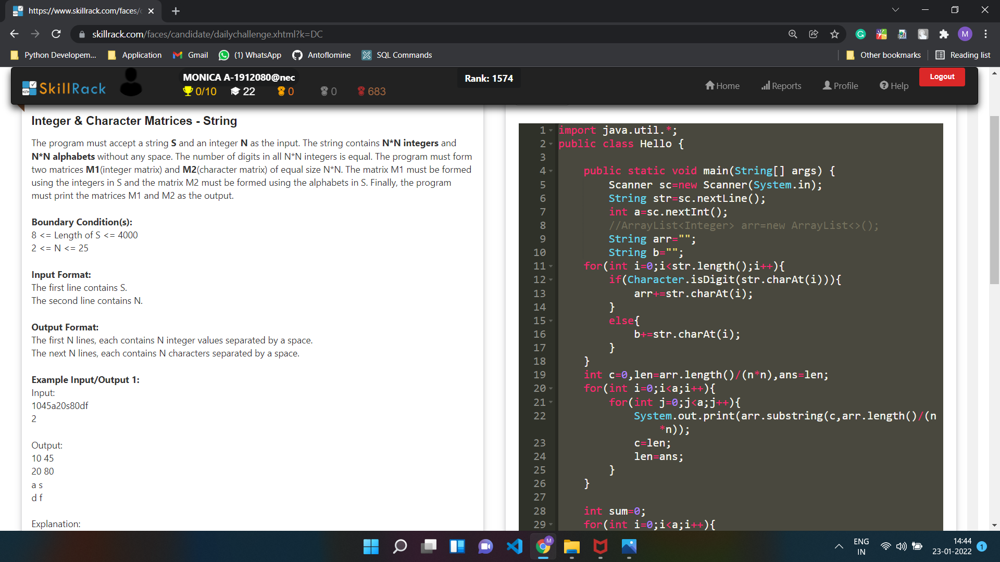 https://www.skillrack.com/faces/c
skillrack.com/faces/candidate/dailychallenge.xhtml?k=DC
M
Python Developem...
Application
Gmail
(1) WhatsApp
Antoflomine
SQL Commands
Other bookmarks
Reading list
SkillRack
MONICA A-1912080@nec
0/10
22
0
0
683
Rank: 1574
Home
Reports
Profile
Help
Logout
Integer & Character Matrices - String
The program must accept a string S and an integer N as the input. The string contains N*N integers and
N*N alphabets without any space. The number of digits in all N*N integers is equal. The program must form
two matrices M1(integer matrix) and M2(character matrix) of equal size N*N. The matrix M1 must be formed
using the integers in S and the matrix M2 must be formed using the alphabets in S. Finally, the program
must print the matrices M1 and M2 as the output.
Boundary Condition(s):
8 <= Length of S <= 4000
2 <= N <= 25
Input Format:
The first line contains S.
The second line contains N.
Output Format:
The first N lines, each contains N integer values separated by a space.
The next N lines, each contains N characters separated by a space.
Example Input/Output 1:
Input:
1045a20s80df
2
Output:
10 45
20 80
a s
d f
Explanation:
1 import java.util.*;
2 public class Hello {
3
4 public static void main(String[] args) {
5 Scanner sc=new Scanner(System.in);
6 String str=sc.nextLine();
7 int a=sc.nextInt();
8 //ArrayList<Integer> arr=new ArrayList<>();
9 String arr="";
10 String b="";
11 for(int i=0;i<str.length();i++){
12 if(Character.isDigit(str.charAt(i))){
13 arr+=str.charAt(i);
14 }
15 else{
16 b+=str.charAt(i);
17 }
18 }
19 int c=0,len=arr.length()/(n*n),ans=len;
20 for(int i=0;i<a;i++){
21 for(int j=0;j<a;j++){
22 System.out.print(arr.substring(c,arr.length()/(n
*n));
23 c=len;
24 len=ans;
25 }
26 }
27
28 int sum=0;
29 for(int i=0;i<a;i++){
M
ENG
IN
14:44
23-01-2022
1